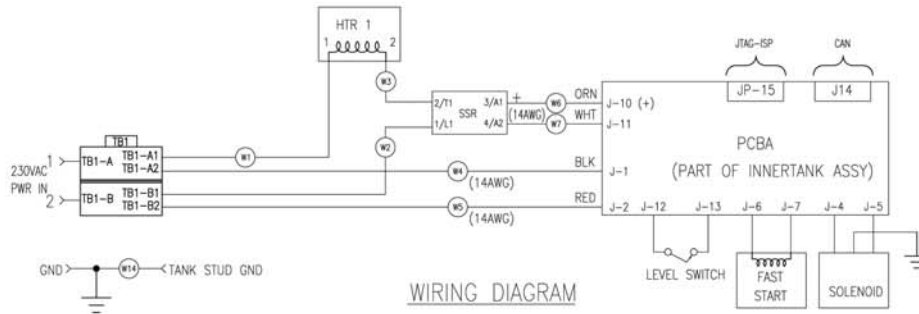 HTR 1
1 2
W3
JTAG-ISP
CAN
JP-15
J14
2/T1
3/A1
+
W6
ORN
J-10 (+)
SSR
(14AWG)
1/L1
4/A2
W7
WHT
J-11
PCBA
(PART OF INNERTANK ASSY)
TB1
W2
1
TB1-A
TB1-A1
W1
TB1-A2
W4
(14AWG)
BLK
J-1
230VAC
PWR IN
2
TB1-B
TB1-B1
TB1-B2
W5
(14AWG)
RED
J-2
J-12
J-13
J-6
J-7
J-4
J-5
LEVEL SWITCH
FAST
START
SOLENOID
GND
W14
TANK STUD GND
WIRING DIAGRAM